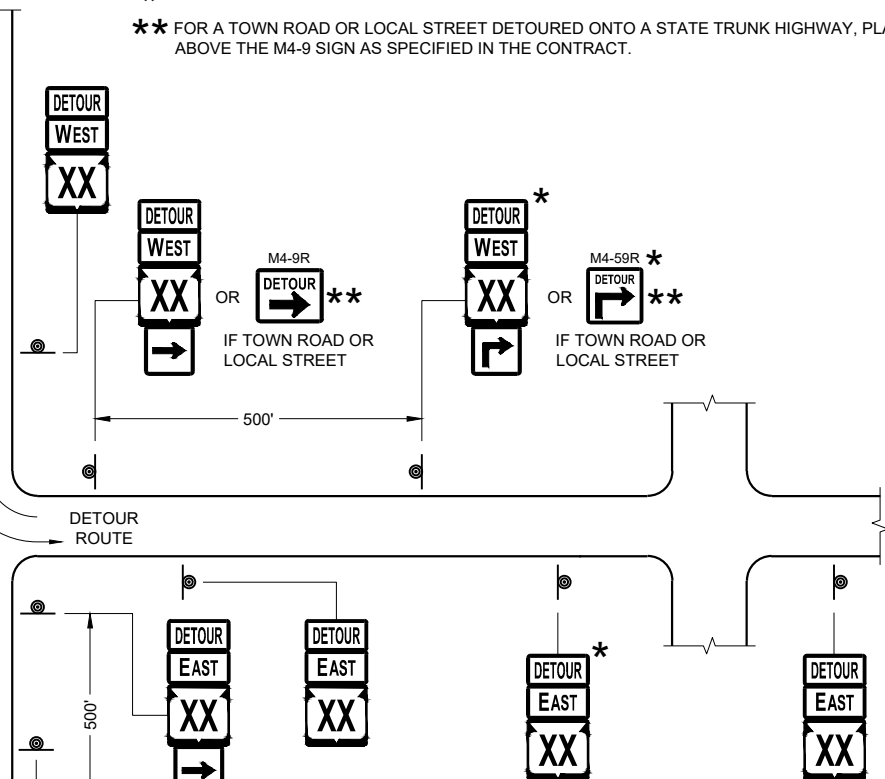 ** FOR A TOWN ROAD OR LOCAL STREET DETOURED ONTO A STATE TRUNK HIGHWAY,
ABOVE THE M4-9 SIGN AS SPECIFIED IN THE CONTRACT.
DETOUR
WEST
XX
DETOUR
WEST
XX
OR
M4-9R
DETOUR
**
IF TOWN ROAD OR
LOCAL STREET
DETOUR
*
WEST
XX
OR
M4-59R *
DETOUR
**
IF TOWN ROAD OR
LOCAL STREET
500'
DETOUR
ROUTE
500'
DETOUR
EAST
XX
DETOUR
EAST
XX
DETOUR
*
EAST
XX
DETOUR
EAST
XX